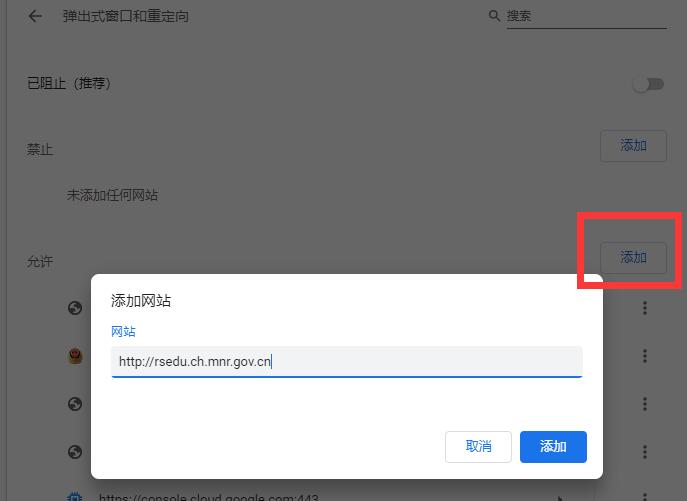 弹出式窗口和重定向
搜索
已阻止（推荐）
禁止
添加
未添加任何网站
允许
添加
添加网站
网站
http://rsedu.ch.mnr.gov.cn
取消
添加
https://console.cloud.google.com:443